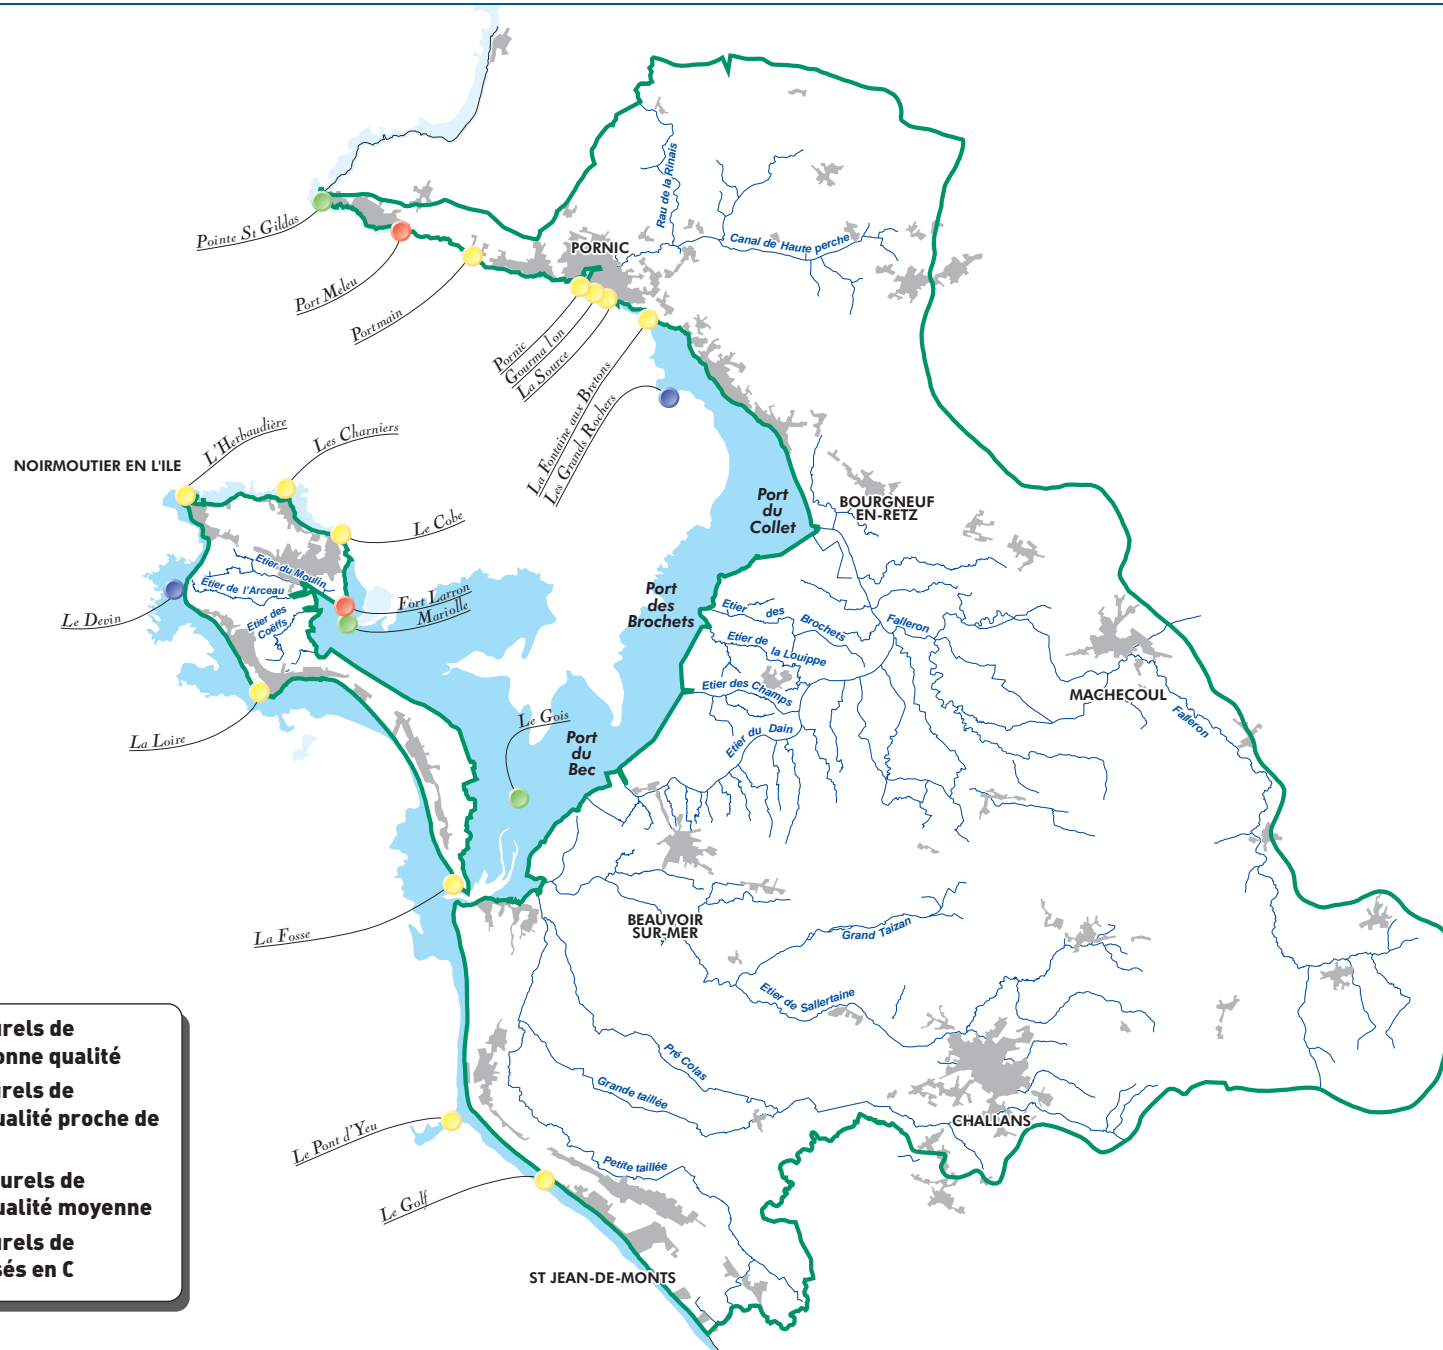 Rau de la Rinais
Pointe St Gildas
Canal de Haute perche
PORNIC
Port Meleu
Portmain
Pornic
Gourmalon
La Source
La Fontaine aux Bretons
Les Grands Rochers
L'Herbaudière
Les Charniers
NOIRMOUTIER EN L'ILE
Port
du
Collet
BOURGNEUF
EN-RETZ
Le Cobe
Etier du Moulin
Etier de l'Arceau
Etier des
Coëffs
Fort Larron
Mariolle
Le Devin
Port
des
Brochets
Etier des Brochets
Falleron
Etier de la Louippe
Etier des Champs
MACHECOUL
Falleron
La Loire
Le Gois
Port
du
Bec
Etier du Dain
BEAUVOIR
SUR-MER
La Fosse
Grand Taizan
Etier de Sallertaine
urels de
onne qualité
urels de
ualité proche de
urels de
ualité moyenne
urels de
sés en C
Pré Colas
Grande taillée
CHALLANS
Le Pont d'Yeu
Petite taillée
Le Golf
ST JEAN-DE-MONTS